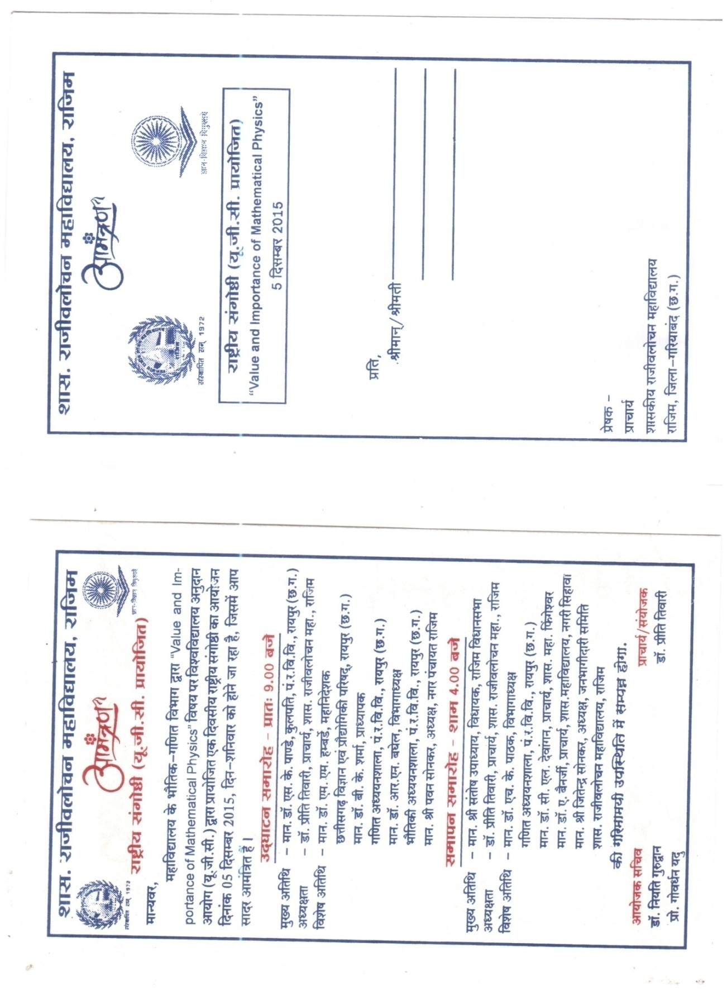 शास. राजीवलोचन महाविद्यालय, राजिम
आमंत्रण
संस्थापित सन् 1972
ज्ञान-विज्ञान विमुक्तये
राष्ट्रीय संगोष्ठी (यू.जी.सी. प्रायोजित)
मान्यवर,
महाविद्यालय के भौतिक-गणित विभाग द्वारा "Value and Im-
portance of Mathematical Physics" विषय पर विश्वविद्यालय अनुदान
आयोग (यू.जी.सी.) द्वारा प्रायोजित एक दिवसीय राष्ट्रीय संगोष्ठी का आयोजन
दिनांक 05 दिसम्बर 2015, दिन-शनिवार को होने जा रहा है, जिसमें आप
सादर आमंत्रित हैं।
उद्घाटन समारोह - प्रातः 9.00 बजे
मुख्य अतिथि - मान. डॉ. एस. के. पाण्डे, कुलपति, पं.र.वि.वि., रायपुर (छ.ग.)
अध्यक्षता - डॉ. प्रीति तिवारी, प्राचार्य, शास. राजीवलोचन महा., राजिम
विशेष अतिथि - मान. डॉ. एम. एम. हम्बर्डे, महानिदेशक
छत्तीसगढ़ विज्ञान एवं प्रौद्योगिकी परिषद्, रायपुर (छ.ग.)
मान. डॉ. बी. के. शर्मा, प्राध्यापक
गणित अध्ययनशाला, पं.र.वि.वि., रायपुर (छ.ग.)
मान. डॉ. आर.एन. बघेल, विभागाध्यक्ष
भौतिकी अध्ययनशाला, पं.र.वि.वि., रायपुर (छ.ग.)
मान. श्री पवन सोनकर, अध्यक्ष, नगर पंचायत राजिम
समापन समारोह - शाम 4.00 बजे
मुख्य अतिथि - मान. श्री संतोष उपाध्याय, विधायक, राजिम विधानसभा
अध्यक्षता - डॉ. प्रीति तिवारी, प्राचार्य, शास. राजीवलोचन महा., राजिम
विशेष अतिथि - मान. डॉ. एच. के. पाठक, विभागाध्यक्ष
गणित अध्ययनशाला, पं.र.वि.वि., रायपुर (छ.ग.)
मान. डॉ. सी. एल. देवांगन, प्राचार्य, शास. महा. फिंगेश्वर
मान. डॉ. ए. बैनर्जी, प्राचार्य, शास.महाविद्यालय, नगरी सिहावा
मान. श्री जितेन्द्र सोनकर, अध्यक्ष, जनभागीदारी समिति
शास. राजीवलोचन महाविद्यालय, राजिम
की गरिमामयी उपस्थिति में सम्पन्न होगा.
आयोजक सचिव
डॉ. नियति गुरुद्वान
प्रो. गोवर्धन यदु
प्राचार्य/संयोजक
डॉ. प्रीति तिवारी
शास. राजीवलोचन महाविद्यालय, राजिम
आमंत्रण
संस्थापित सन् 1972
ज्ञान-विज्ञान विमुक्तये
राष्ट्रीय संगोष्ठी (यू.जी.सी. प्रायोजित)
"Value and Importance of Mathematical Physics"
5 दिसम्बर 2015
प्रति,
श्रीमान्/श्रीमती
प्रेषक -
प्राचार्य
शासकीय राजीवलोचन महाविद्यालय
राजिम, जिला-गरियाबंद (छ.ग.)